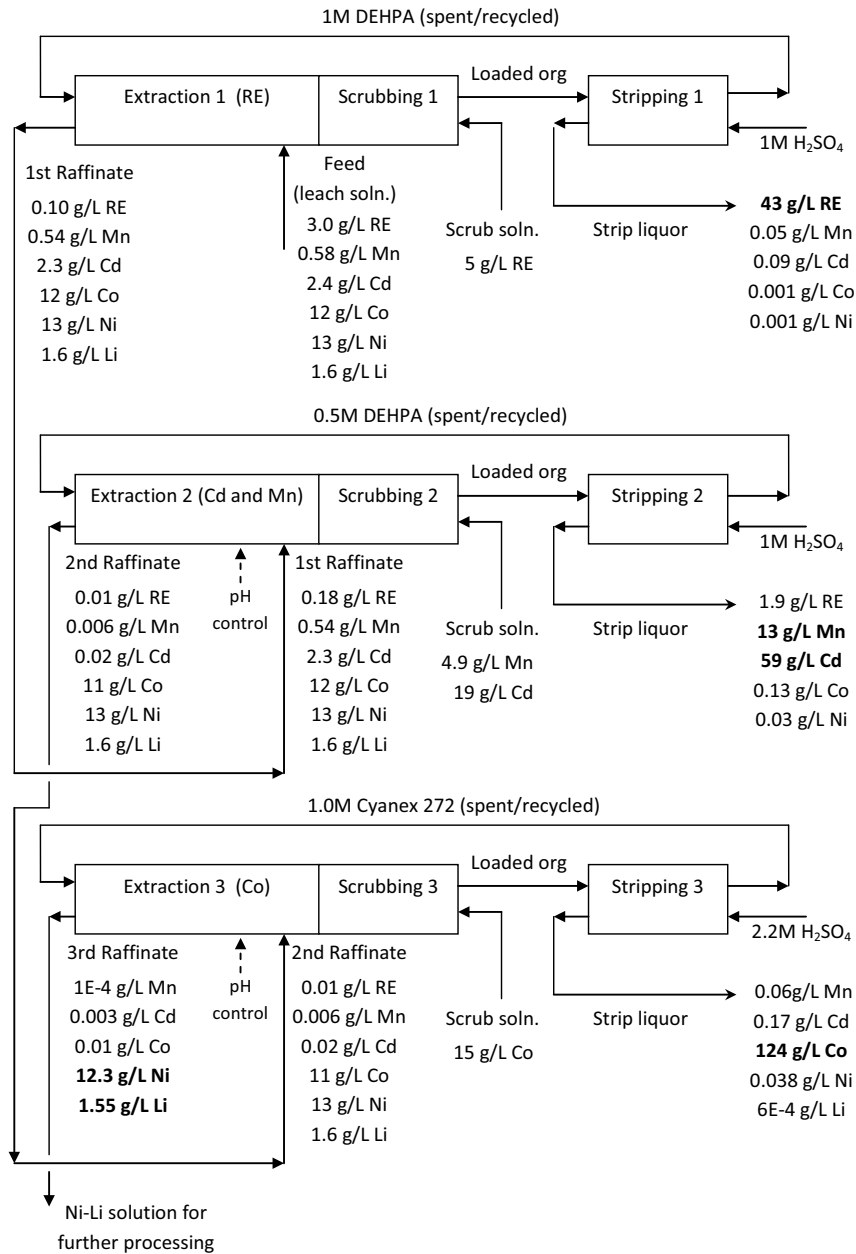 1M DEHPA (spent/recycled)
Loaded org
Extraction 1 (RE)
Scrubbing 1
Stripping 1
1M H₂SO₄
1st Raffinate
0.10 g/L RE
0.54 g/L Mn
2.3 g/L Cd
12 g/L Co
13 g/L Ni
1.6 g/L Li
Feed
(leach soln.)
3.0 g/L RE
0.58 g/L Mn
2.4 g/L Cd
12 g/L Co
13 g/L Ni
1.6 g/L Li
Scrub soln.
5 g/L RE
Strip liquor
43 g/L RE
0.05 g/L Mn
0.09 g/L Cd
0.001 g/L Co
0.001 g/L Ni
0.5M DEHPA (spent/recycled)
Loaded org
Extraction 2 (Cd and Mn)
Scrubbing 2
Stripping 2
1M H₂SO₄
2nd Raffinate
0.01 g/L RE
0.006 g/L Mn
0.02 g/L Cd
11 g/L Co
13 g/L Ni
1.6 g/L Li
pH
control
1st Raffinate
0.18 g/L RE
0.54 g/L Mn
2.3 g/L Cd
12 g/L Co
13 g/L Ni
1.6 g/L Li
Scrub soln.
4.9 g/L Mn
19 g/L Cd
Strip liquor
1.9 g/L RE
13 g/L Mn
59 g/L Cd
0.13 g/L Co
0.03 g/L Ni
1.0M Cyanex 272 (spent/recycled)
Loaded org
Extraction 3 (Co)
Scrubbing 3
Stripping 3
2.2M H₂SO₄
3rd Raffinate
1E-4 g/L Mn
0.003 g/L Cd
0.01 g/L Co
12.3 g/L Ni
1.55 g/L Li
pH
control
2nd Raffinate
0.01 g/L RE
0.006 g/L Mn
0.02 g/L Cd
11 g/L Co
13 g/L Ni
1.6 g/L Li
Scrub soln.
15 g/L Co
Strip liquor
0.06g/L Mn
0.17 g/L Cd
124 g/L Co
0.038 g/L Ni
6E-4 g/L Li
Ni-Li solution for
further processing